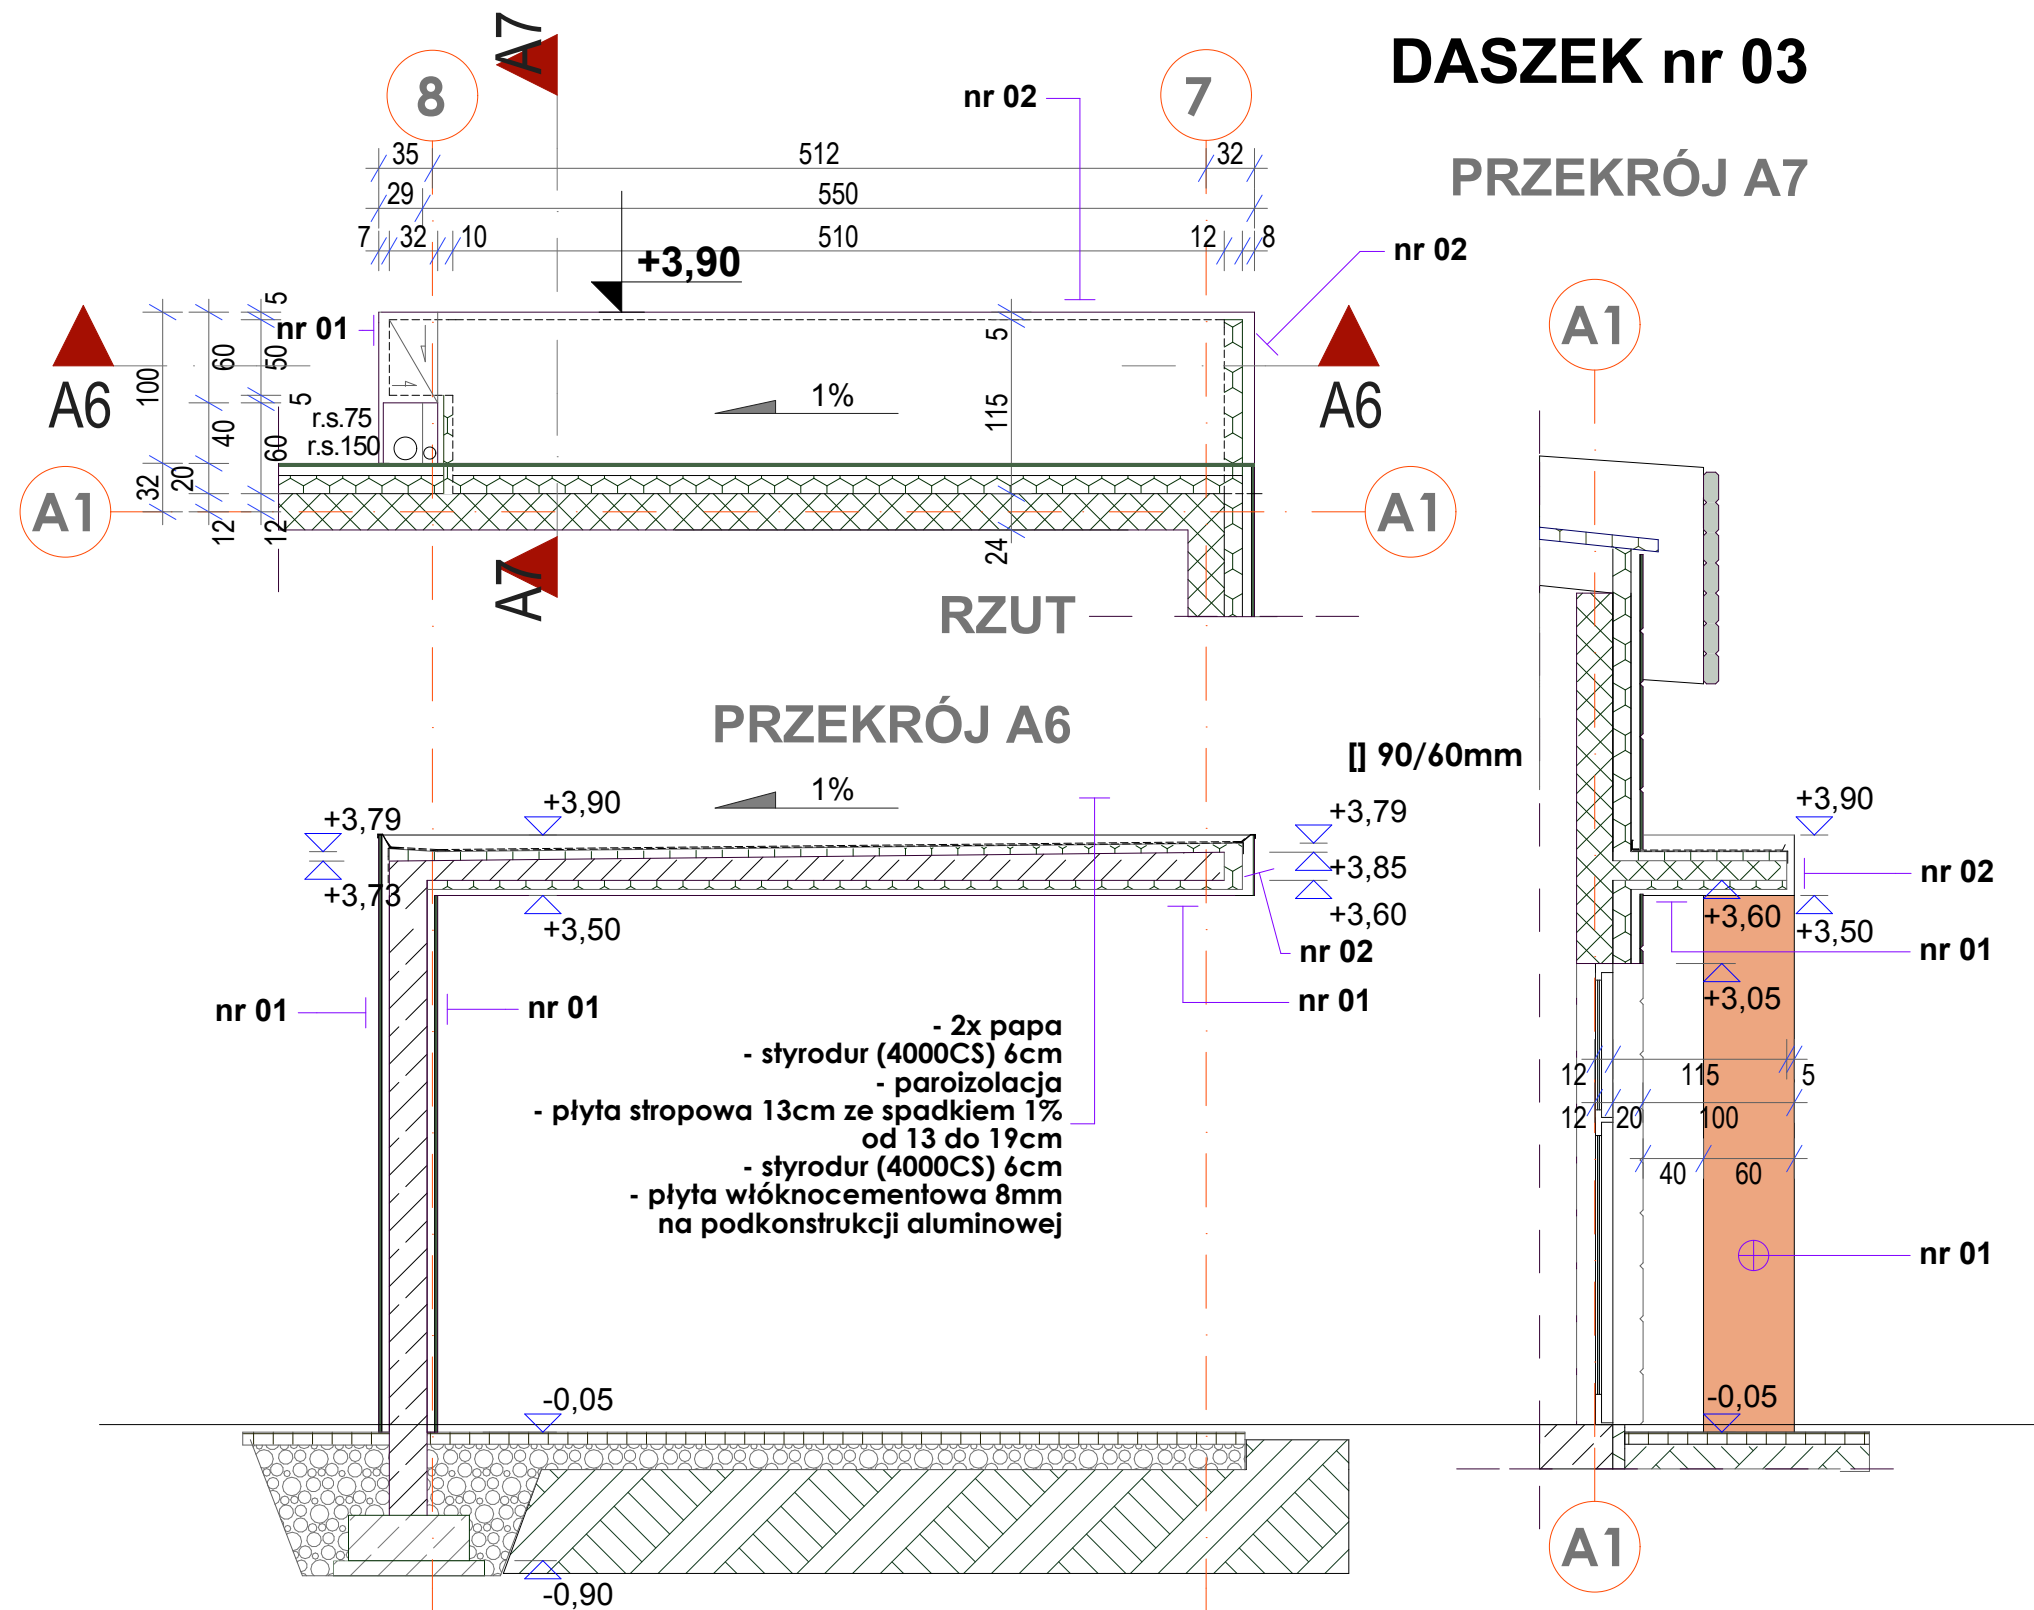 DASZEK nr 03
PRZEKRÓJ A7
8
A7
nr 02
7
35
512
32
29
550
7
32
10
510
12
8
+3,90
nr 02
nr 01
A6
A6
A1
5
100
60
50
5
40
60
32
20
12
12
r.s.75
r.s.150
1%
5
115
24
A1
A1
A7
RZUT
PRZEKRÓJ A6
[] 90/60mm
1%
+3,79
+3,90
+3,79
+3,90
+3,73
+3,85
+3,50
+3,60
nr 02
+3,60
+3,50
nr 02
nr 01
nr 01
+3,05
nr 01
nr 01
- 2x papa
- styrodur (4000CS) 6cm
- paroizolacja
- płyta stropowa 13cm ze spadkiem 1%
od 13 do 19cm
- styrodur (4000CS) 6cm
- płyta włóknocementowa 8mm
na podkonstrukcji aluminowej
12
115
5
12
20
100
40
60
nr 01
-0,05
-0,05
-0,90
A1